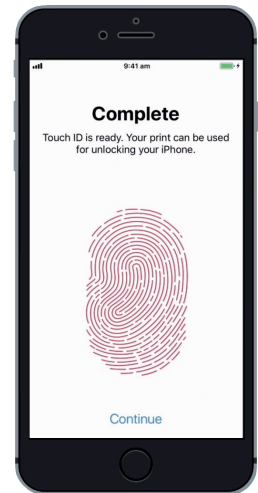 9:41 am
Complete
Touch ID is ready. Your print can be used
for unlocking your iPhone.
Continue